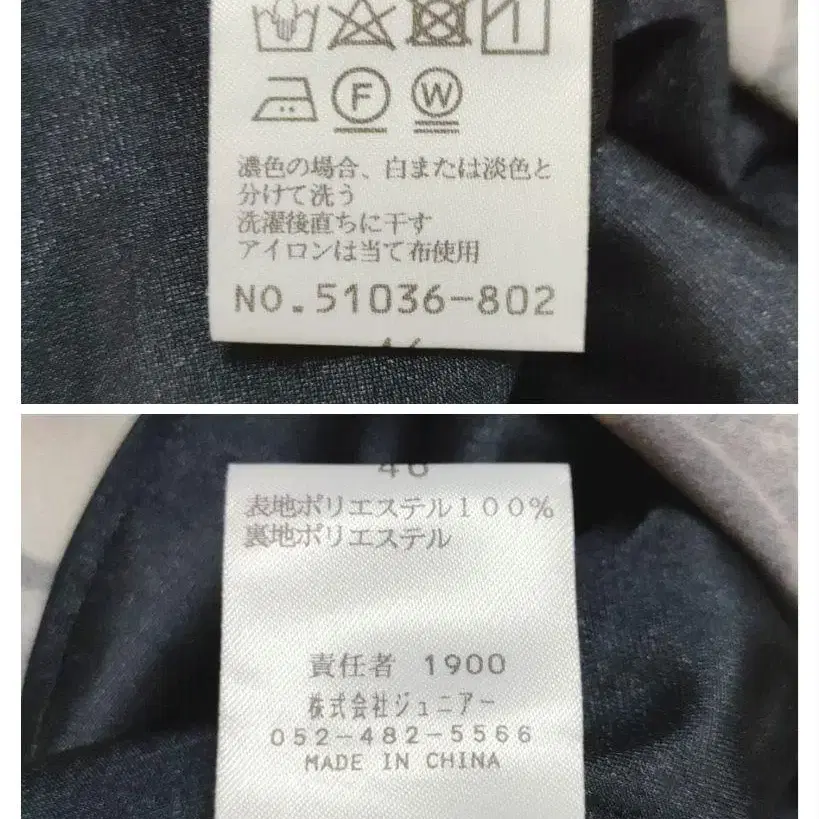 F W
濃色の場合、白または淡色と
分けて洗う
洗濯後直ちに干す
アイロンは当て布使用
NO.51036-802
46
表地ポリエステル100%
裏地ポリエステル
責任者 1900
株式会社ジュニアー
052-482-5566
MADE IN CHINA